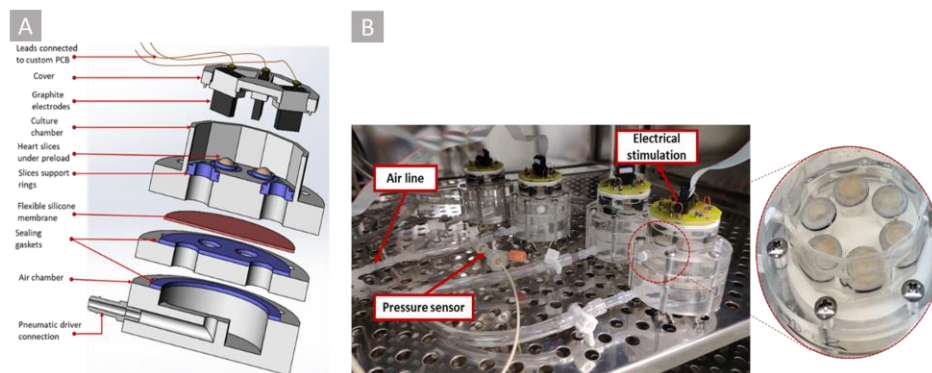 A
Leads connected
to custom PCB
Cover
Graphite
electrodes
Culture
chamber
Heart slices
under preload
Slices support
rings
Flexible silicone
membrane
Sealing
gaskets
Air chamber
Pneumatic driver
connection
B
Electrical
stimulation
Air line
Pressure sensor